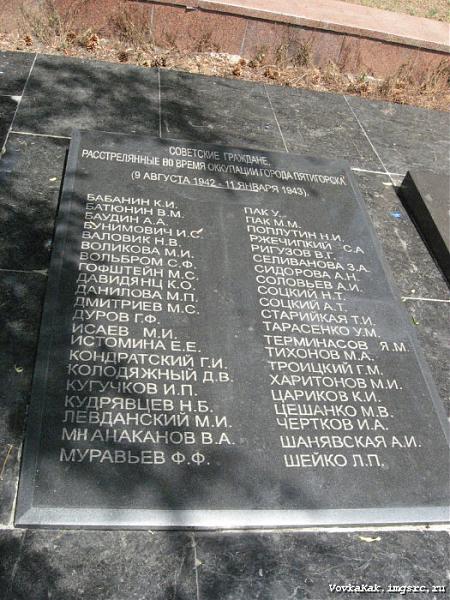 СОВЕТСКИЕ ГРАЖДАНЕ,
РАССТРЕЛЯННЫЕ ВО ВРЕМЯ ОККУПАЦИИ ГОРОДА ПЯТИГОРСКА
(9 АВГУСТА 1942 - 11 ЯНВАРЯ 1943).
БАБАНИН К.И.
БАТЮНИН В.М.
БАУДИН А.А.
БУНИМОВИЧ И.С.
ВАЛОВИК Н.В.
ВОЛИКОВА М.И.
ВОЛЬБРОМ С.Ф.
ГОФШТЕЙН М.С.
ДАВИДЯНЦ К.О.
ДАНИЛОВА М.П.
ДМИТРИЕВ М.С.
ДУРОВ Г.Ф.
ИСАЕВ М.И.
ИСТОМИНА Е.Е.
КОНДРАТСКИЙ Г.И.
КОЛОДЯЖНЫЙ Д.В.
КУГУЧКОВ И.П.
КУДРЯВЦЕВ Н.Б.
ЛЕВДАНСКИЙ М.И.
МНАНАКАНОВ В.А.
МУРАВЬЕВ Ф.Ф.
ПАК У.
ПАК М.М.
ПОПЛУТИН Н.И.
РЖЕЧИПКИЙ С.А
РИГУЗОВ В.Г.
СЕЛИВАНОВА З.А.
СИДОРОВА А.Н.
СОЛОВЬЕВ А.И.
СОЦКИЙ Н.Т.
СОЦКИЙ А.Т.
СТАРИЙКАЯ Т.И.
ТАРАСЕНКО У.М.
ТЕРМИНАСОВ Я.М.
ТИХОНОВ М.А.
ТРОИЦКИЙ Г.М.
ХАРИТОНОВ М.И.
ЦАРИКОВ К.И.
ЦЕШАНКО М.В.
ЧЕРТКОВ И.А.
ШАНЯВСКАЯ А.И.
ШЕЙКО Л.П.
VovkaKak.imgsrc.ru